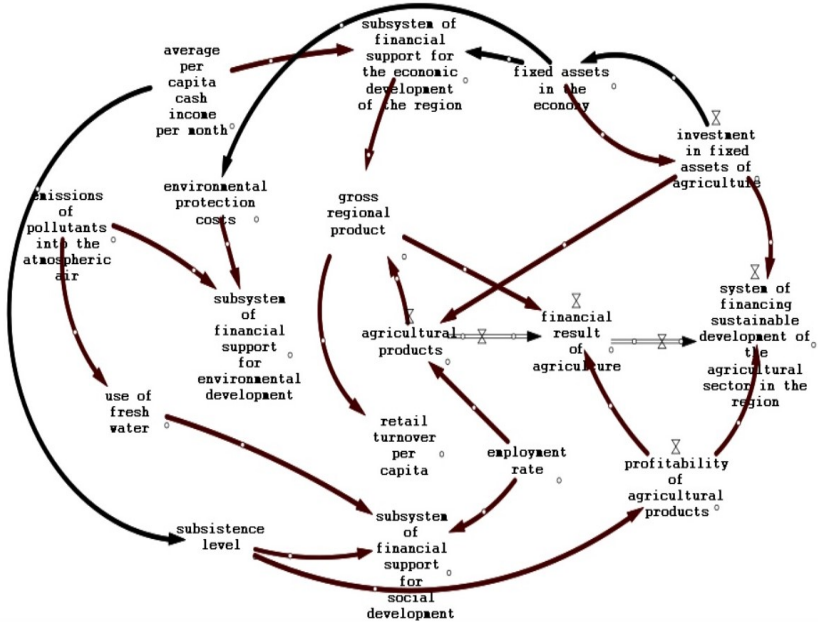 average
per
capita
cash
income
per month
subsystem of
financial
support for
the economic
development
of the region
fixed assets
in the
economy
investment
in fixed
assets of
agriculture
emissions
of
pollutants
into the
atmospheric
air
environmental
protection
costs
gross
regional
product
subsystem
of
financial
support
for
environmental
development
agricultural
products
financial
result
of
agriculture
system of
financing
sustainable
development of
the
agricultural
sector in the
region
use of
fresh
water
retail
turnover
per
capita
employment
rate
profitability
of
agricultural
products
subsistence
level
subsystem
of
financial
support
for
social
development